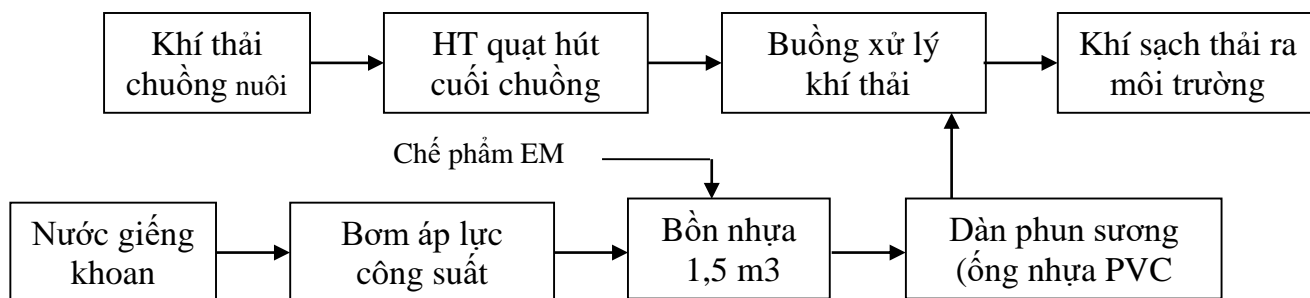 Khí thải
chuồng nuôi
HT quạt hút
cuối chuồng
Buồng xử lý
khí thải
Khí sạch thải ra
môi trường
Chế phẩm EM
Nước giếng
khoan
Bơm áp lực
công suất
Bồn nhựa
1,5 m3
Dàn phun sương
(ống nhựa PVC